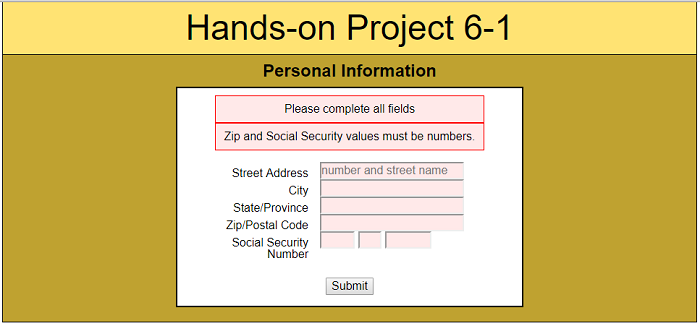 Hands-on Project 6-1
Personal Information
Please complete all fields
Zip and Social Security values must be numbers.
Street Address number and street name
City
State/Province
Zip/Postal Code
Social Security
Number
Submit